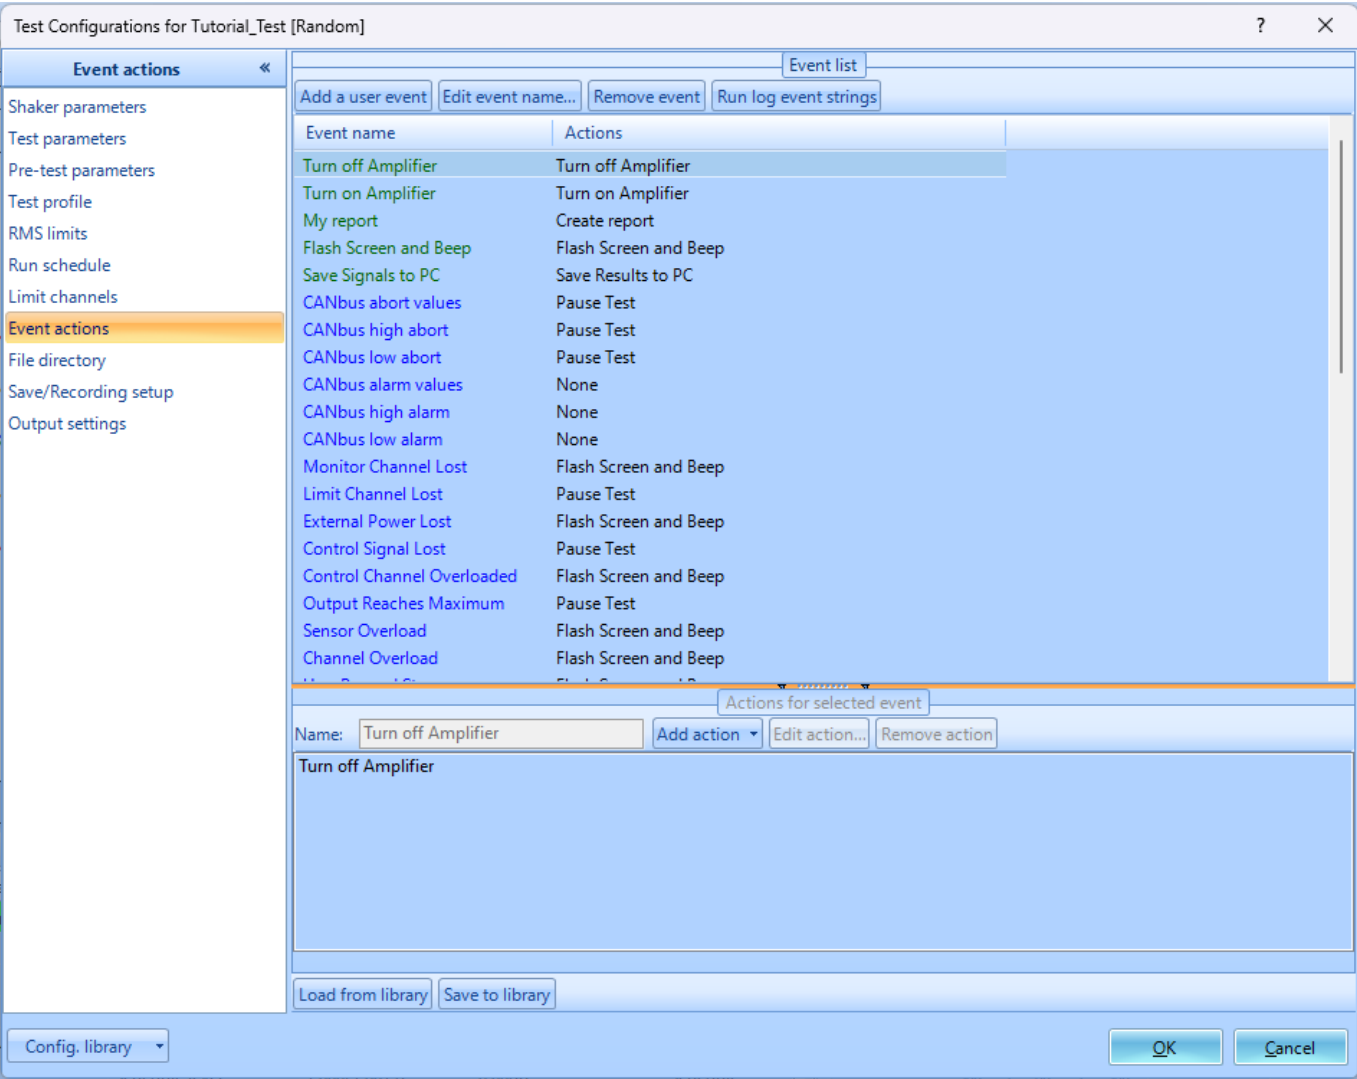 Test Configurations for Tutorial_Test [Random]
?
Event actions
«
Shaker parameters
Test parameters
Pre-test parameters
Test profile
RMS limits
Run schedule
Limit channels
Event actions
File directory
Save/Recording setup
Output settings
Event list
Add a user event Edit event name... Remove event Run log event strings
Event name Actions
Turn off Amplifier Turn off Amplifier
Turn on Amplifier Turn on Amplifier
My report Create report
Flash Screen and Beep Flash Screen and Beep
Save Signals to PC Save Results to PC
CANbus abort values Pause Test
CANbus high abort Pause Test
CANbus low abort Pause Test
CANbus alarm values None
CANbus high alarm None
CANbus low alarm None
Monitor Channel Lost Flash Screen and Beep
Limit Channel Lost Pause Test
External Power Lost Flash Screen and Beep
Control Signal Lost Pause Test
Control Channel Overloaded Flash Screen and Beep
Output Reaches Maximum Pause Test
Sensor Overload Flash Screen and Beep
Channel Overload Flash Screen and Beep
Actions for selected event
Name: Turn off Amplifier Add action Edit action... Remove action
Turn off Amplifier
Load from library Save to library
Config. library
OK Cancel